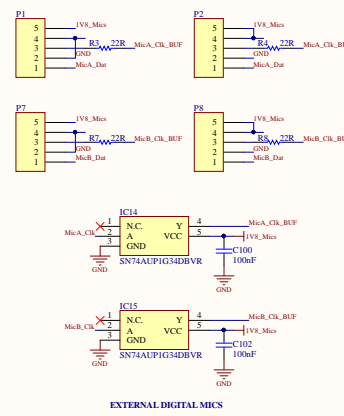 P1
5 1V8_Mics
4
3 R3 22R MicA_Clk_BUF
2 GND
1 MicA_Dat
P2
5 1V8_Mics
4
3 R4 22R MicA_Clk_BUF
2 GND
1 MicA_Dat
P7
5 1V8_Mics
4
3 R7 22R MicB_Clk_BUF
2 GND
1 MicB_Dat
P8
5 1V8_Mics
4
3 R8 22R MicB_Clk_BUF
2 GND
1 MicB_Dat
IC14
1 N.C. Y 4 MicA_Clk_BUF
MicA_Clk 2 A VCC 5 1V8_Mics
3 GND
GND SN74AUP1G34DBVR
C100
100nF
GND
IC15
1 N.C. Y 4 MicB_Clk_BUF
MicB_Clk 2 A VCC 5 1V8_Mics
3 GND
GND SN74AUP1G34DBVR
C102
100nF
GND
EXTERNAL DIGITAL MICS